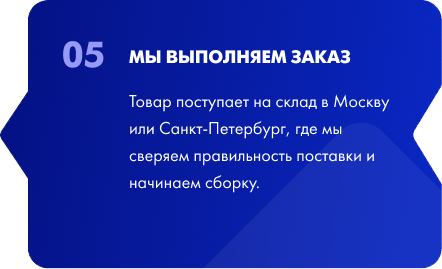 05 МЫ ВЫПОЛНЯЕМ ЗАКАЗ
Товар поступает на склад в Москву
или Санкт-Петербург, где мы
сверяем правильность поставки и
начинаем сборку.